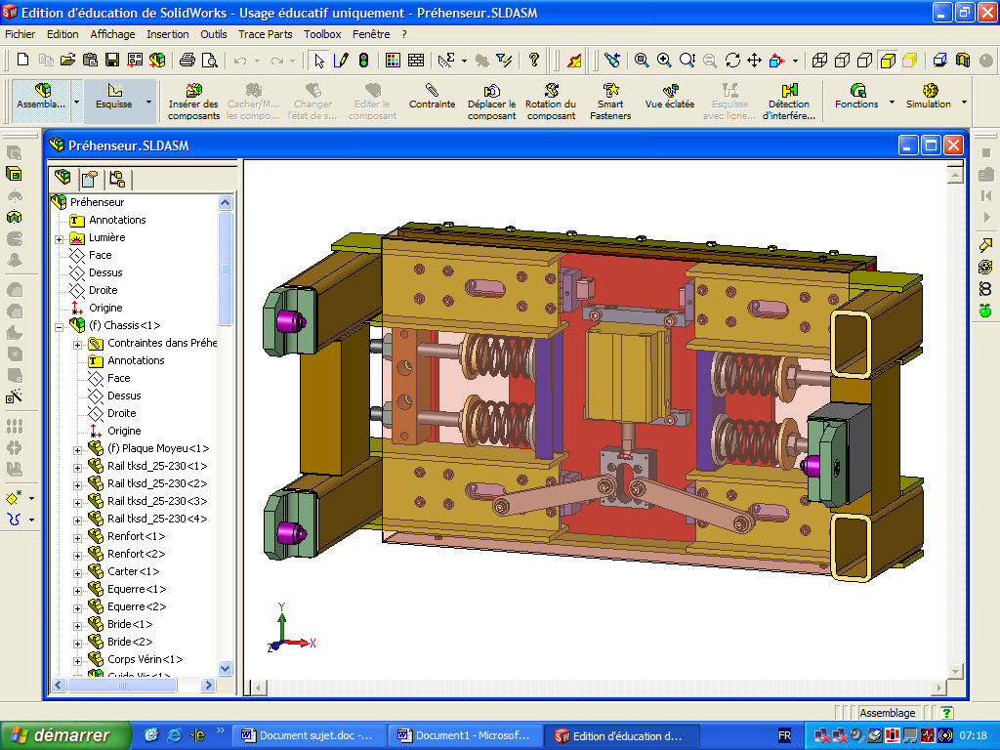 Edition d'éducation de SolidWorks - Usage éducatif uniquement - Préhenseur.SLDASM
Fichier Edition Affichage Insertion Outils Trace Parts Toolbox Fenêtre ?
Assembla... Esquisse Insérer des composants Cacher/M... les compo... Changer l'état de s... Editer le composant Contrainte Déplacer le composant Rotation du composant Smart Fasteners Vue éclatée Esquisse avec ligne... Détection d'interfére... Fonctions Simulation
Préhenseur.SLDASM
Préhenseur
Annotations
Lumière
Face
Dessus
Droite
Origine
(f) Chassis<1>
Contraintes dans Préhe
Annotations
Face
Dessus
Droite
Origine
(f) Plaque Moyeu<1>
Rail tksd_25-230<1>
Rail tksd_25-230<2>
Rail tksd_25-230<3>
Rail tksd_25-230<4>
Renfort<1>
Renfort<2>
Carter<1>
Equerre<1>
Equerre<2>
Bride<1>
Bride<2>
Corps Vérin<1>
Guide Vis<1>
Y
Z X
Assemblage
démarrer Document sujet.doc -... Document1 - Microsof... Edition d'éducation d... FR 07:18